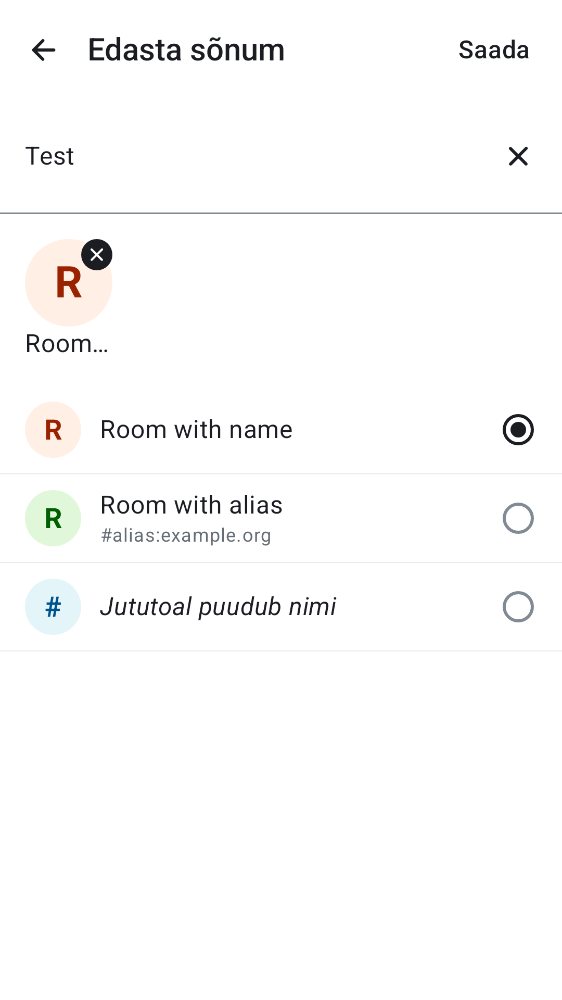 Edasta sõnum
Saada
Test
R
Room...
R
Room with name
R
Room with alias
#alias:example.org
#
Jututoal puudub nimi